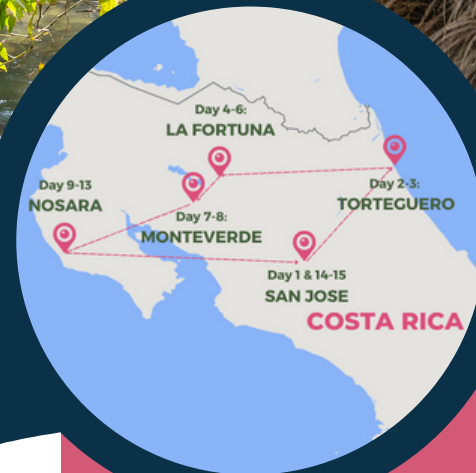 Day 4-6:
LA FORTUNA
Day 2-3:
TORTEGUERO
Day 9-13
NOSARA
Day 7-8:
MONTEVERDE
Day 1 & 14-15
SAN JOSE
COSTA RICA